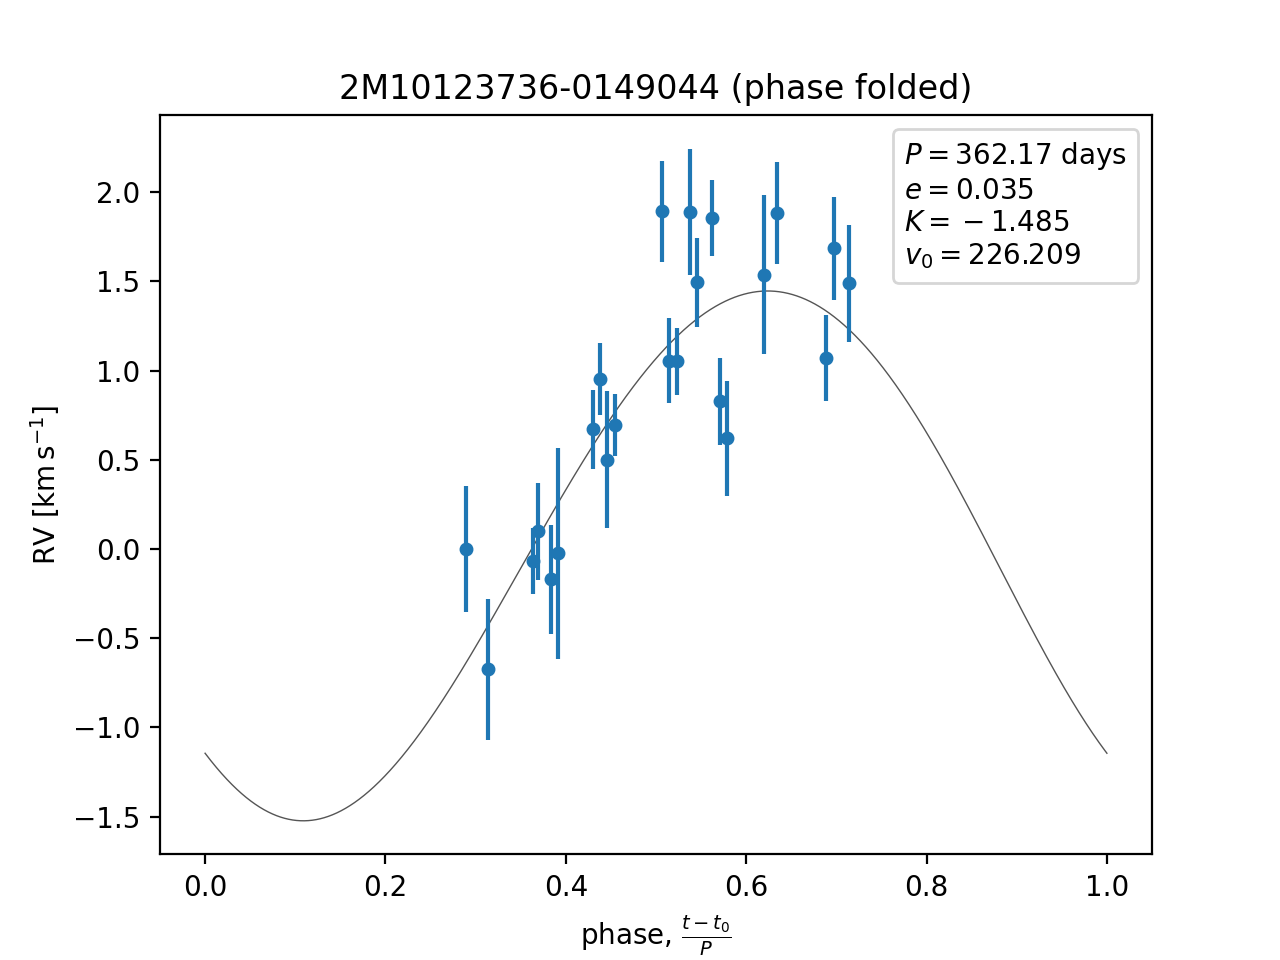 2M10123736-0149044 (phase folded)
P = 362.17 days
e = 0.035
K = −1.485
v₀ = 226.209
RV [km s⁻¹]
2.0
1.5
1.0
0.5
0.0
−0.5
−1.0
−1.5
0.0 0.2 0.4 0.6 0.8 1.0
phase, (t − t₀)/P